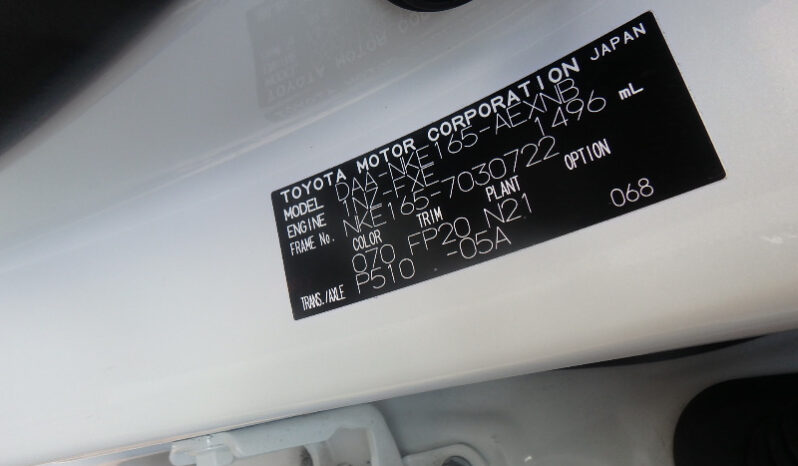 TOYOTA MOTOR CORPORATION JAPAN
MODEL DAA-NKE165-AEXNB
ENGINE 1NZ-FXE 1496 mL
FRAME No. NKE165-7030722
COLOR TRIM PLANT OPTION
070 FP20 N21 068
TRANS./AXLE P510 -05A